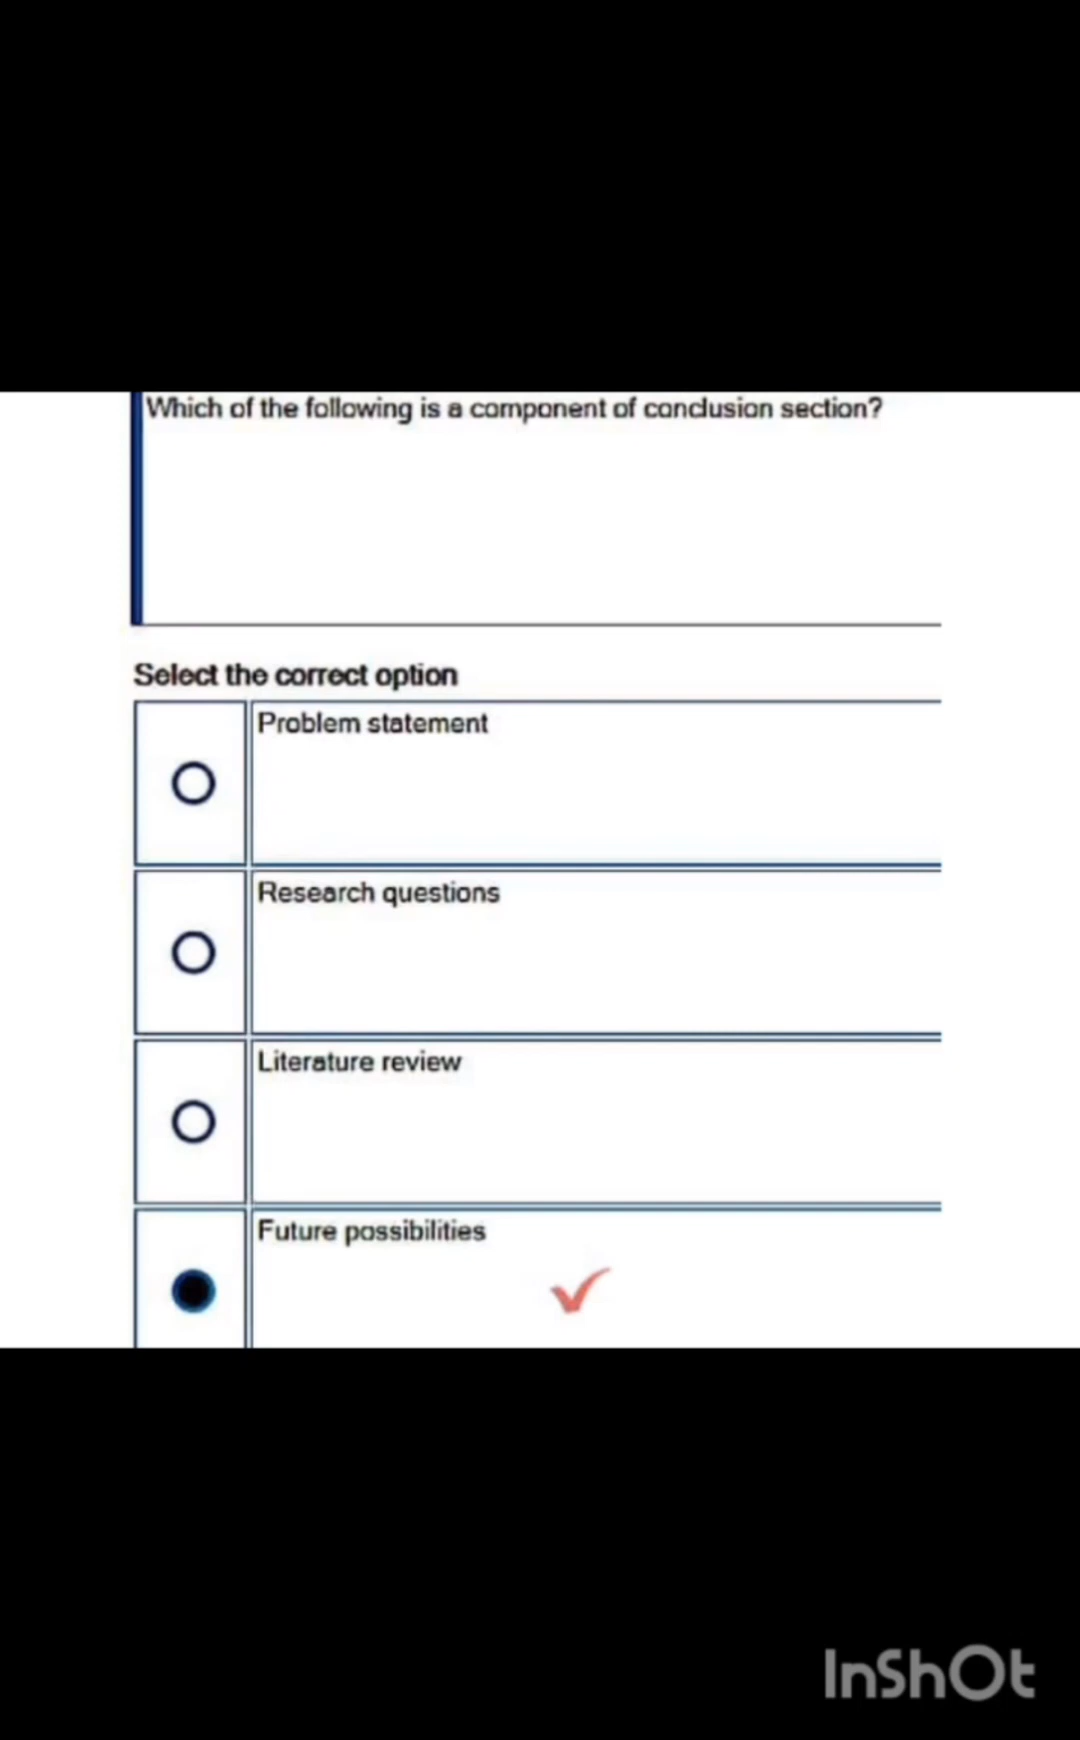 Which of the following is a component of conclusion section?
Select the correct option
Problem statement
Research questions
Literature review
Future possibilities
InShOt